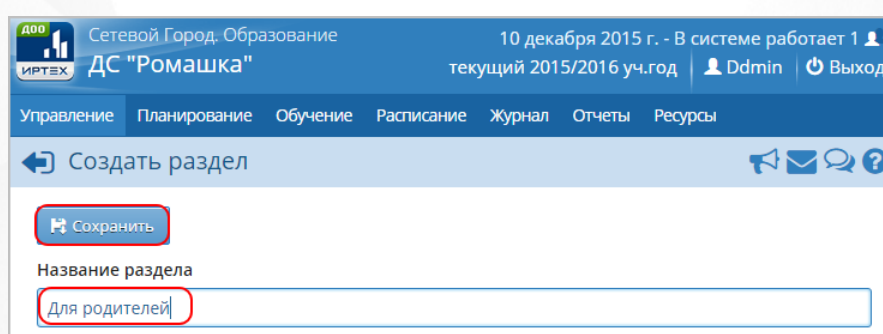 ДОО
ИРТЕХ
Сетевой Город. Образование
ДС "Ромашка"
10 декабря 2015 г. - В системе работает 1
текущий 2015/2016 уч.год Ddmin Выход
Управление Планирование Обучение Расписание Журнал Отчеты Ресурсы
Создать раздел
Сохранить
Название раздела
Для родителей